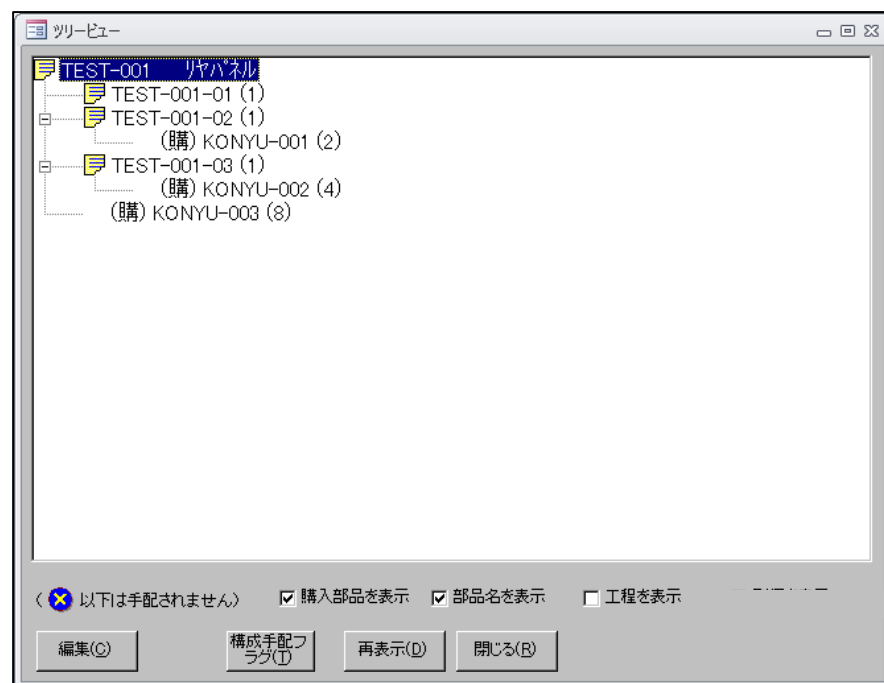 ツリービュー
TEST-001 ﾘﾔﾊﾟﾈﾙ
TEST-001-01 (1)
TEST-001-02 (1)
(購) KONYU-001 (2)
TEST-001-03 (1)
(購) KONYU-002 (4)
(購) KONYU-003 (8)
( 以下は手配されません) 購入部品を表示 部品名を表示 工程を表示
編集(C) 構成手配フラグ(T) 再表示(D) 閉じる(R)